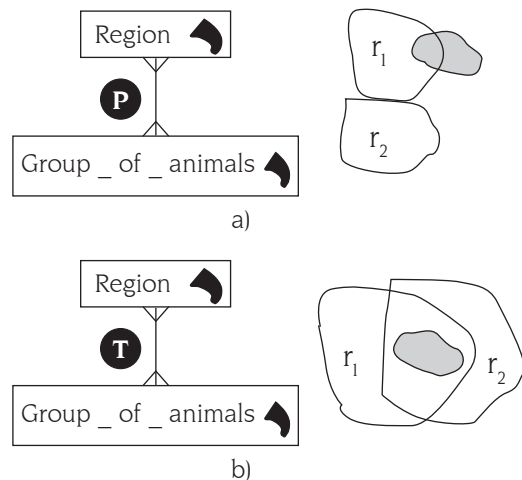 Region
P
Group _ of _ animals
r1
r2
a)
Region
T
Group _ of _ animals
r1
r2
b)